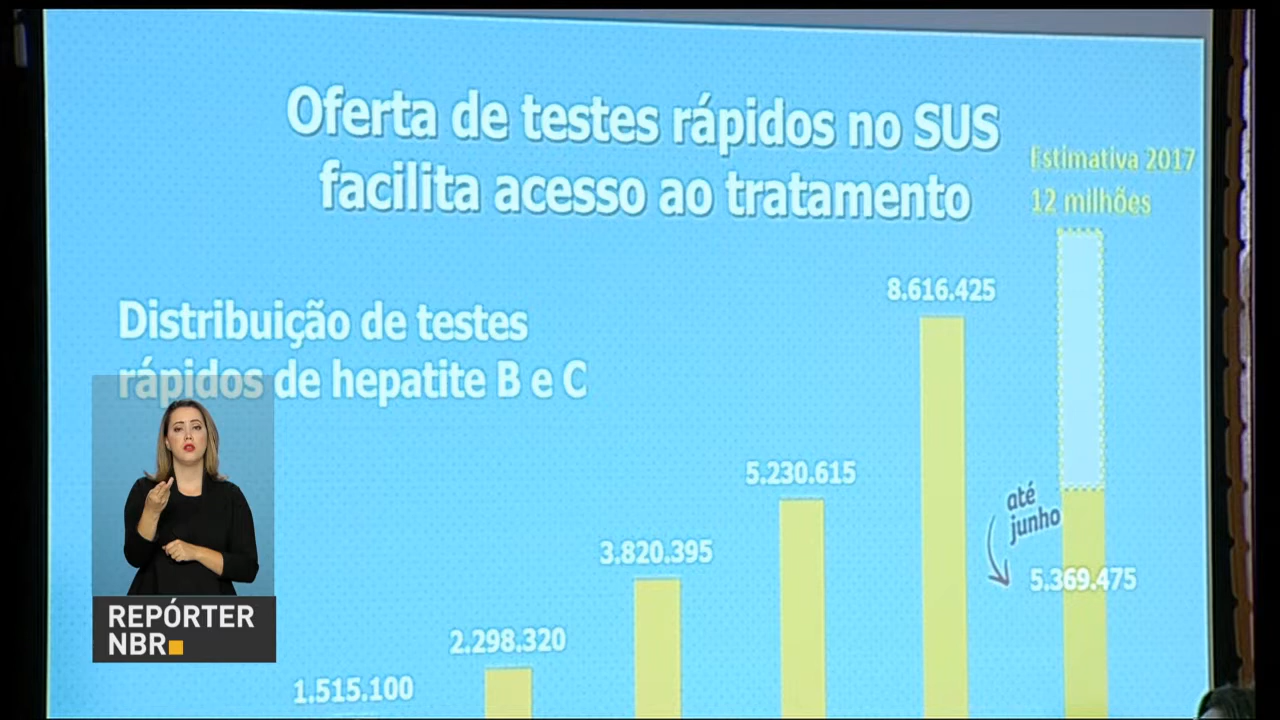 Oferta de testes rápidos no SUS
facilita acesso ao tratamento
Estimativa 2017
12 milhões
Distribuição de testes
rápidos de hepatite B e C
8.616.425
5.230.615
até
junho
3.820.395
5.369.475
2.298.320
1.515.100
REPÓRTER
NBR